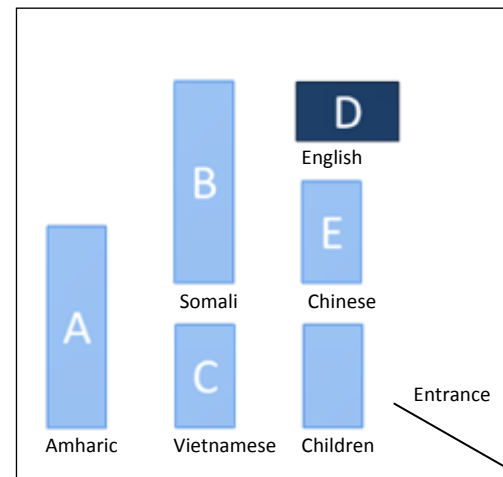 D
English
B
E
Somali
Chinese
A
C
Entrance
Amharic
Vietnamese
Children